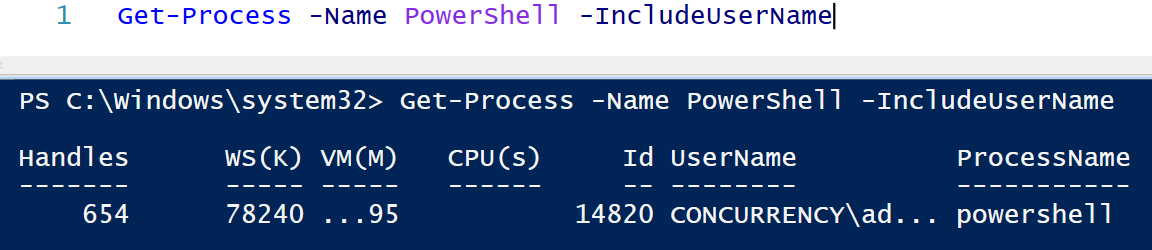 1 Get-Process -Name PowerShell -IncludeUserName
PS C:\Windows\system32> Get-Process -Name PowerShell -IncludeUserName
Handles WS(K) VM(M) CPU(s) Id UserName ProcessName
------- ----- ----- ------ -- -------- -----------
654 78240 ...95 14820 CONCURRENCY\ad... powershell